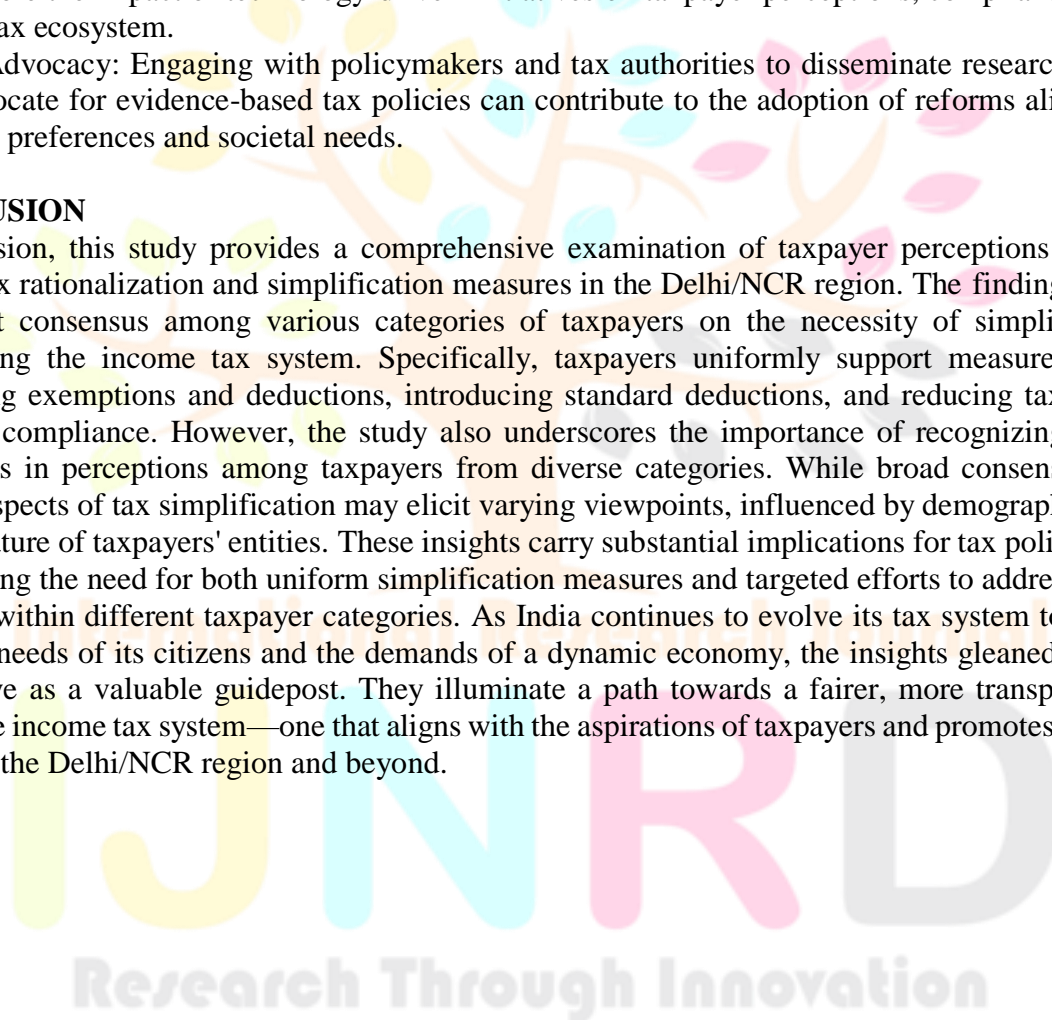 tax ecosystem.
Advocacy: Engaging with policymakers and tax authorities to disseminate researc
ocate for evidence-based tax policies can contribute to the adoption of reforms ali
preferences and societal needs.
USION
sion, this study provides a comprehensive examination of taxpayer perceptions
x rationalization and simplification measures in the Delhi/NCR region. The finding
t consensus among various categories of taxpayers on the necessity of simpli
ing the income tax system. Specifically, taxpayers uniformly support measure
g exemptions and deductions, introducing standard deductions, and reducing tax
compliance. However, the study also underscores the importance of recognizing
s in perceptions among taxpayers from diverse categories. While broad consen
spects of tax simplification may elicit varying viewpoints, influenced by demograph
ature of taxpayers' entities. These insights carry substantial implications for tax poli
ing the need for both uniform simplification measures and targeted efforts to addre
within different taxpayer categories. As India continues to evolve its tax system to
needs of its citizens and the demands of a dynamic economy, the insights gleaned
ve as a valuable guidepost. They illuminate a path towards a fairer, more transp
e income tax system—one that aligns with the aspirations of taxpayers and promotes
the Delhi/NCR region and beyond.
International Research Journal
IJNRD
Research Through Innovation